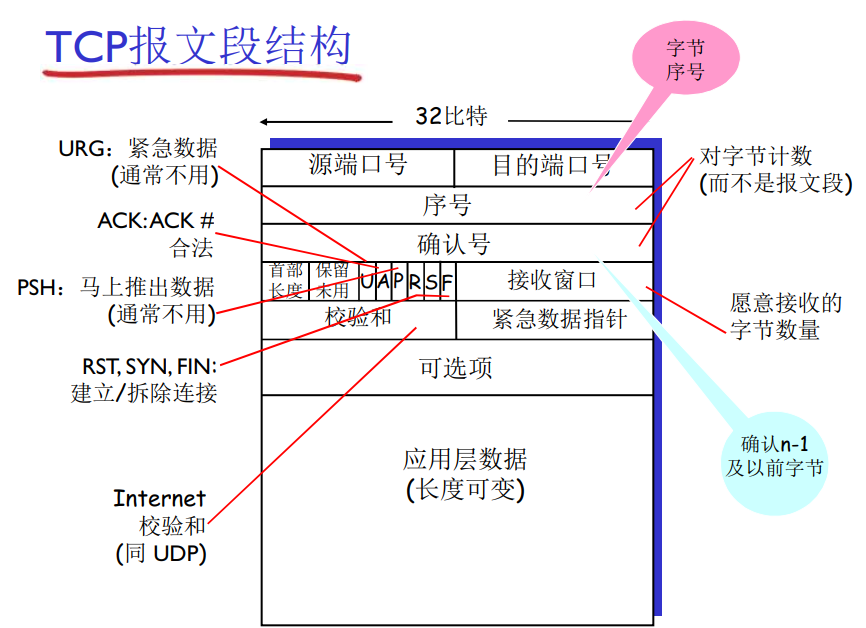 TCP报文段结构
字节
序号
32比特
URG：紧急数据
(通常不用)
源端口号
目的端口号
对字节计数
(而不是报文段)
序号
ACK:ACK #
合法
确认号
PSH：马上推出数据
(通常不用)
首部
长度
保留
未用
U A P R S F
接收窗口
愿意接收的
字节数量
校验和
紧急数据指针
RST, SYN, FIN:
建立/拆除连接
可选项
确认n-1
及以前字节
应用层数据
(长度可变)
Internet
校验和
(同 UDP)